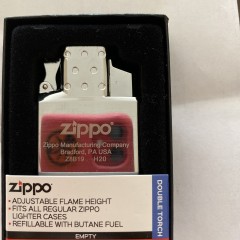 zippo
Zippo Manufacturing Company
Bradford, PA USA
Z6619 H20
zippo
• ADJUSTABLE FLAME HEIGHT
• FITS ALL REGULAR ZIPPO
LIGHTER CASES
• REFILLABLE WITH BUTANE FUEL
EMPTY
DOUBLE TORCH